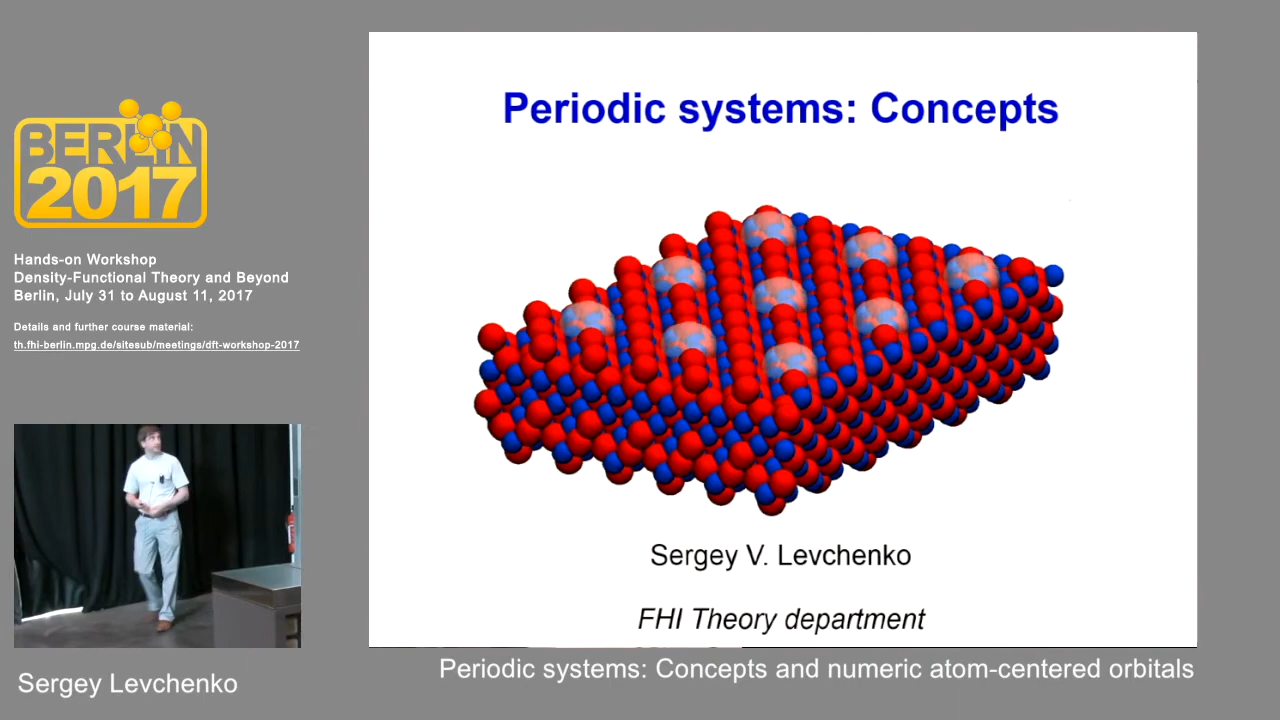 BERLIN
2017
Hands-on Workshop
Density-Functional Theory and Beyond
Berlin, July 31 to August 11, 2017
Details and further course material:
th.fhi-berlin.mpg.de/sitesub/meetings/dft-workshop-2017
Sergey Levchenko
Periodic systems: Concepts
Sergey V. Levchenko
FHI Theory department
Periodic systems: Concepts and numeric atom-centered orbitals